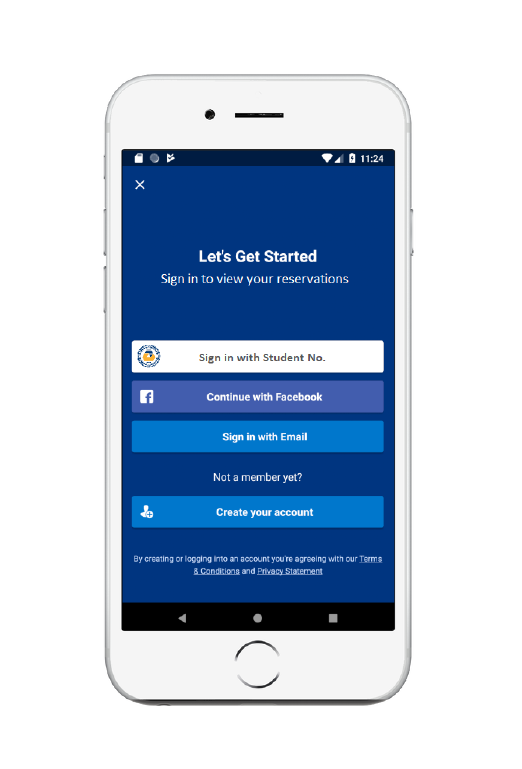 11:24
Let's Get Started
Sign in to view your reservations
Sign in with Student No.
Continue with Facebook
Sign in with Email
Not a member yet?
Create your account
By creating or logging into an account you're agreeing with our Terms
& Conditions and Privacy Statement